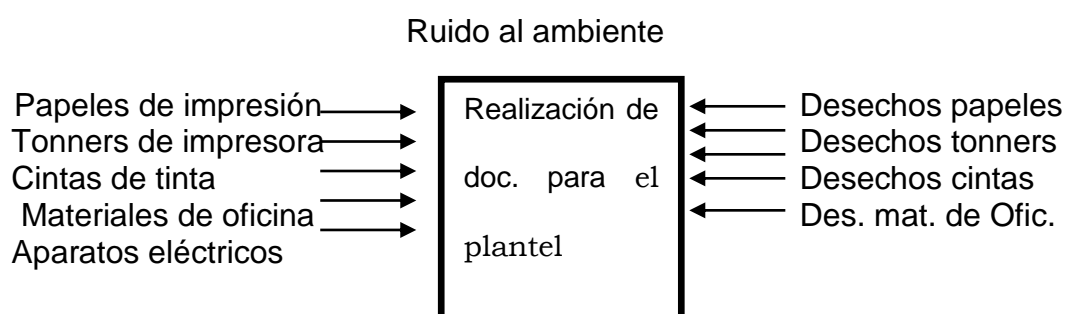 Ruido al ambiente
Papeles de impresión
Tonners de impresora
Cintas de tinta
Materiales de oficina
Aparatos eléctricos
Realización de
doc. para el
plantel
Desechos papeles
Desechos tonners
Desechos cintas
Des. mat. de Ofic.